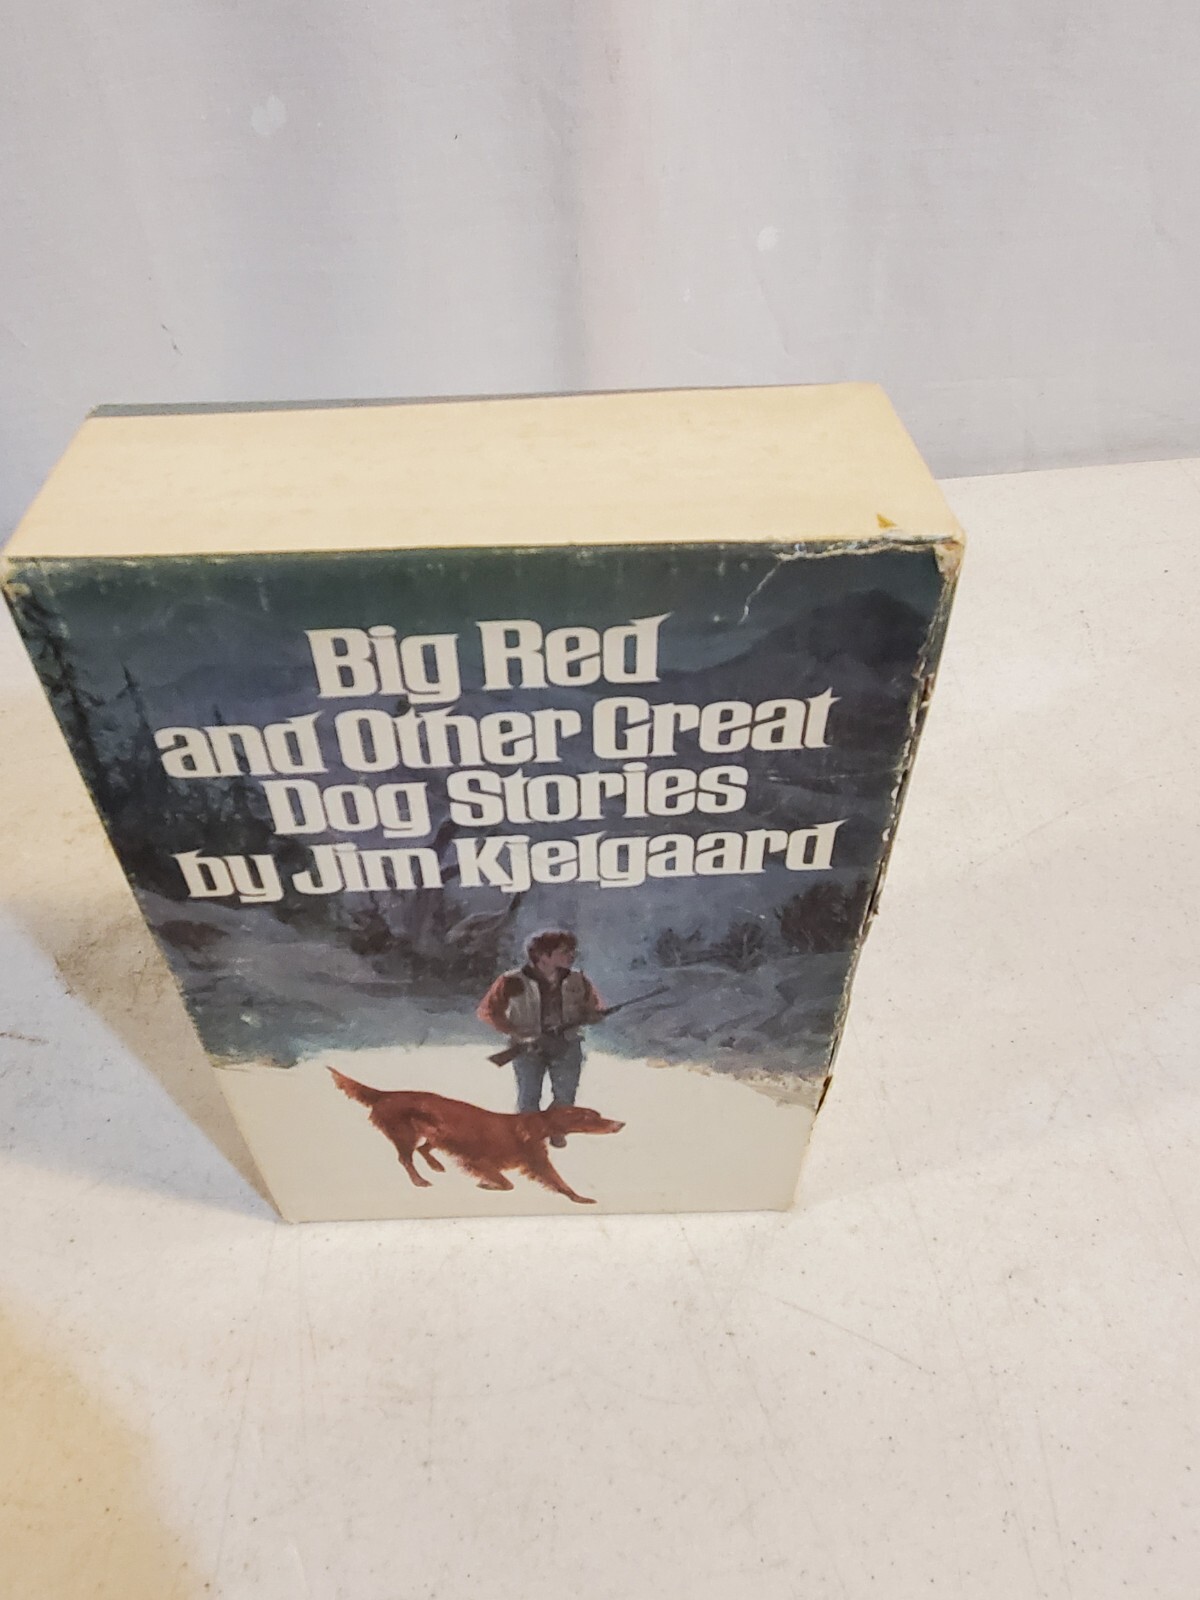 Big Red
and Other Great
Dog Stories
by Jim Kjelgaard